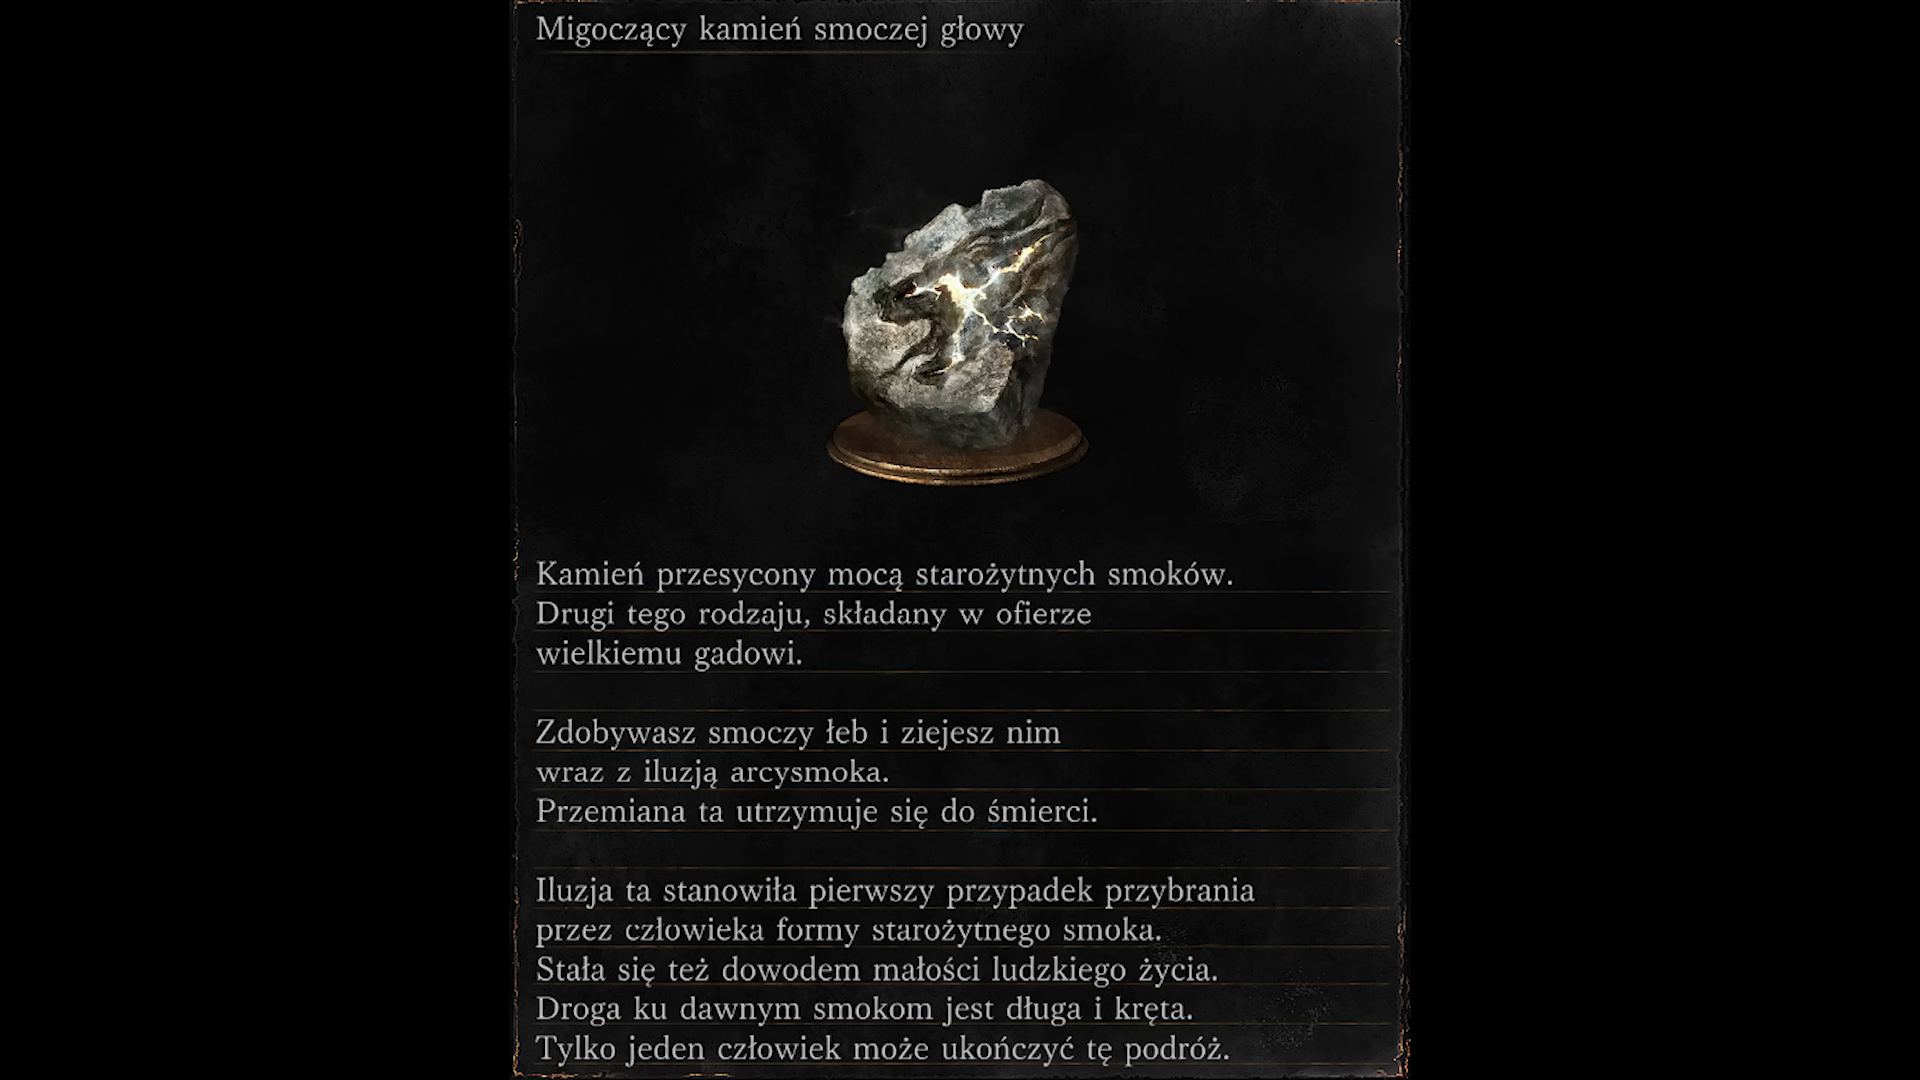 Migoczący kamień smoczej głowy
Kamień przesycony mocą starożytnych smoków.
Drugi tego rodzaju, składany w ofierze
wielkiemu gadowi.
Zdobywasz smoczy łeb i ziejesz nim
wraz z iluzją arcysmoka.
Przemiana ta utrzymuje się do śmierci.
Iluzja ta stanowiła pierwszy przypadek przybrania
przez człowieka formy starożytnego smoka.
Stała się też dowodem małości ludzkiego życia.
Droga ku dawnym smokom jest długa i kręta.
Tylko jeden człowiek może ukończyć tę podróż.